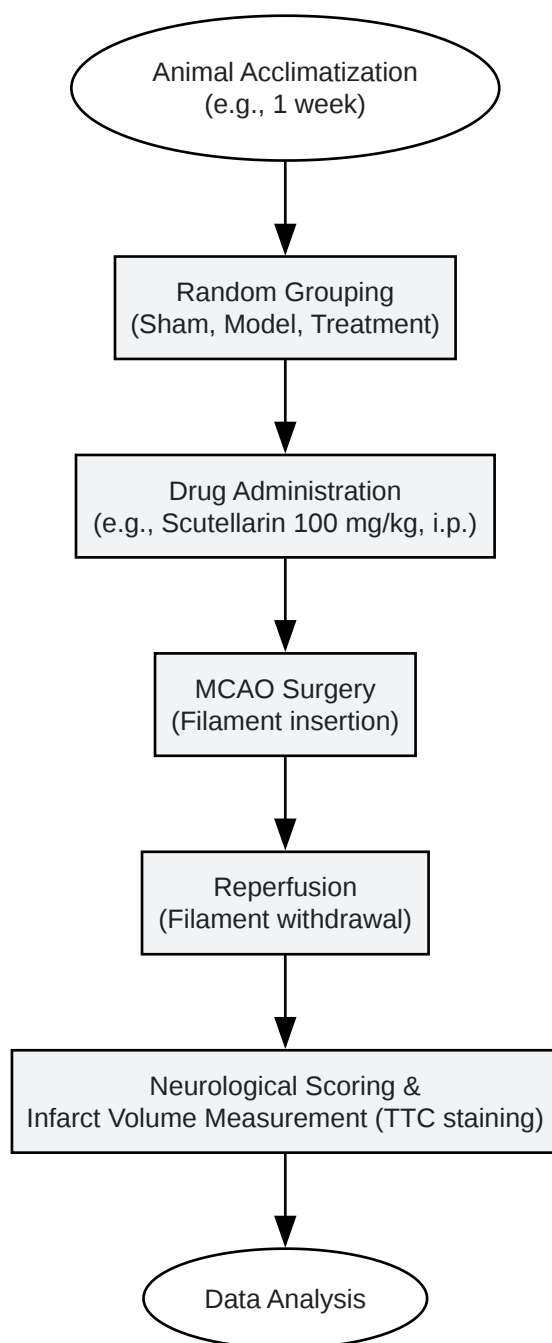 Animal Acclimatization
(e.g., 1 week)
Random Grouping
(Sham, Model, Treatment)
Drug Administration
(e.g., Scutellarin 100 mg/kg, i.p.)
MCAO Surgery
(Filament insertion)
Reperfusion
(Filament withdrawal)
Neurological Scoring &
Infarct Volume Measurement (TTC staining)
Data Analysis